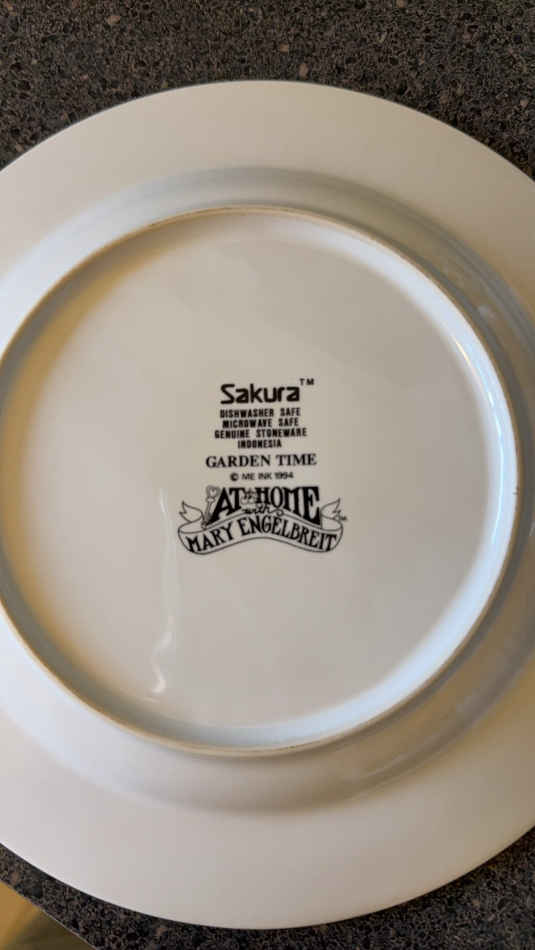 Sakura™
DISHWASHER SAFE
MICROWAVE SAFE
GENUINE STONEWARE
INDONESIA
GARDEN TIME
© ME INK 1994
AT HOME
with
MARY ENGELBREIT